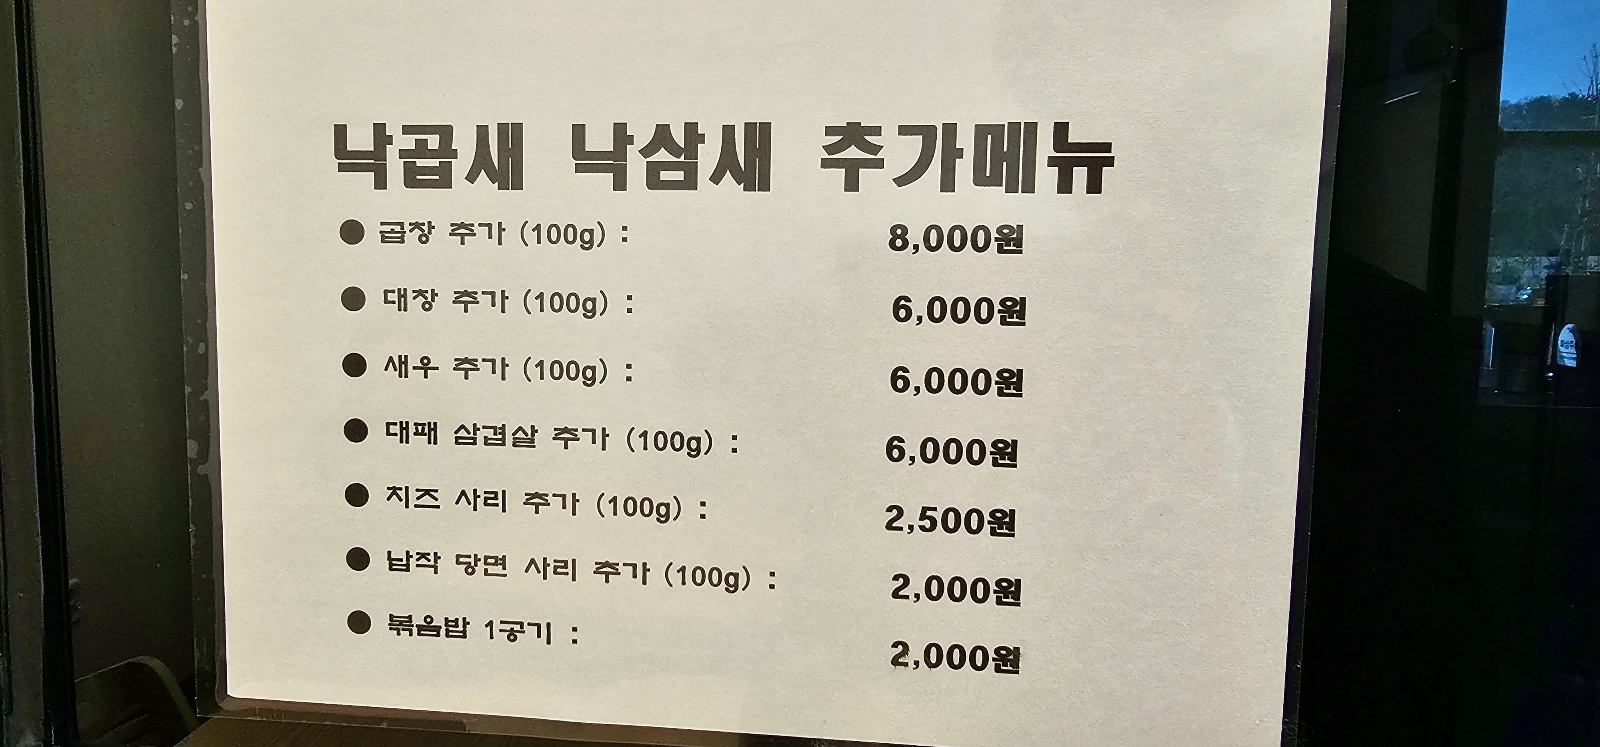 낙곱새 낙삼새 추가메뉴
● 곱창 추가 (100g) : 8,000원
● 대창 추가 (100g) : 6,000원
● 새우 추가 (100g) : 6,000원
● 대패 삼겹살 추가 (100g) : 6,000원
● 치즈 사리 추가 (100g) : 2,500원
● 납작 당면 사리 추가 (100g) : 2,000원
● 볶음밥 1공기 : 2,000원